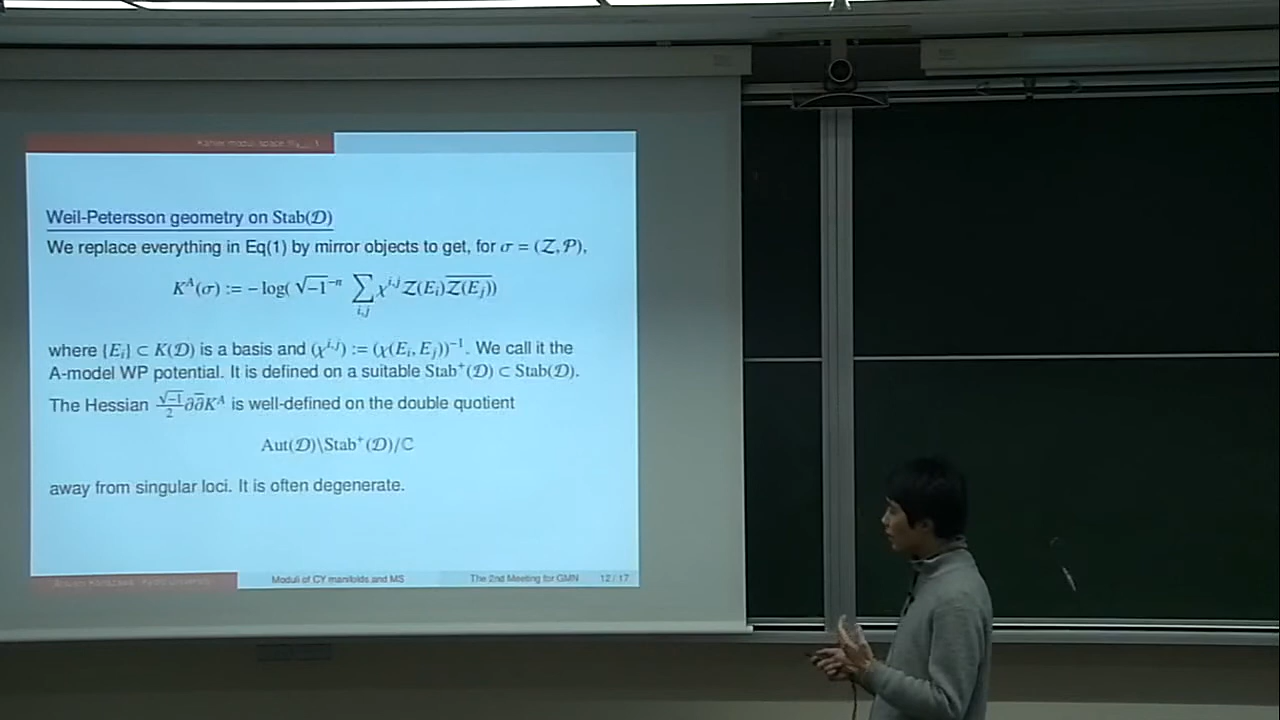 Weil-Petersson geometry on Stab(𝒟)
We replace everything in Eq(1) by mirror objects to get, for σ = (𝒵, 𝒫),
K^A(σ) := − log( √−1^{−n} ∑_{i,j} χ^{i,j} 𝒵(E_i) \overline{𝒵(E_j)})
where {E_i} ⊂ K(𝒟) is a basis and (χ^{i,j}) := (χ(E_i, E_j))^{−1}. We call it the
A-model WP potential. It is defined on a suitable Stab^+(𝒟) ⊂ Stab(𝒟).
The Hessian \frac{√−1}{2}∂\overline{∂}K^A is well-defined on the double quotient
Aut(𝒟)\Stab^+(𝒟)/ℂ
away from singular loci. It is often degenerate.
Moduli of CY manifolds and MS The 2nd Meeting for GMN 12 / 17